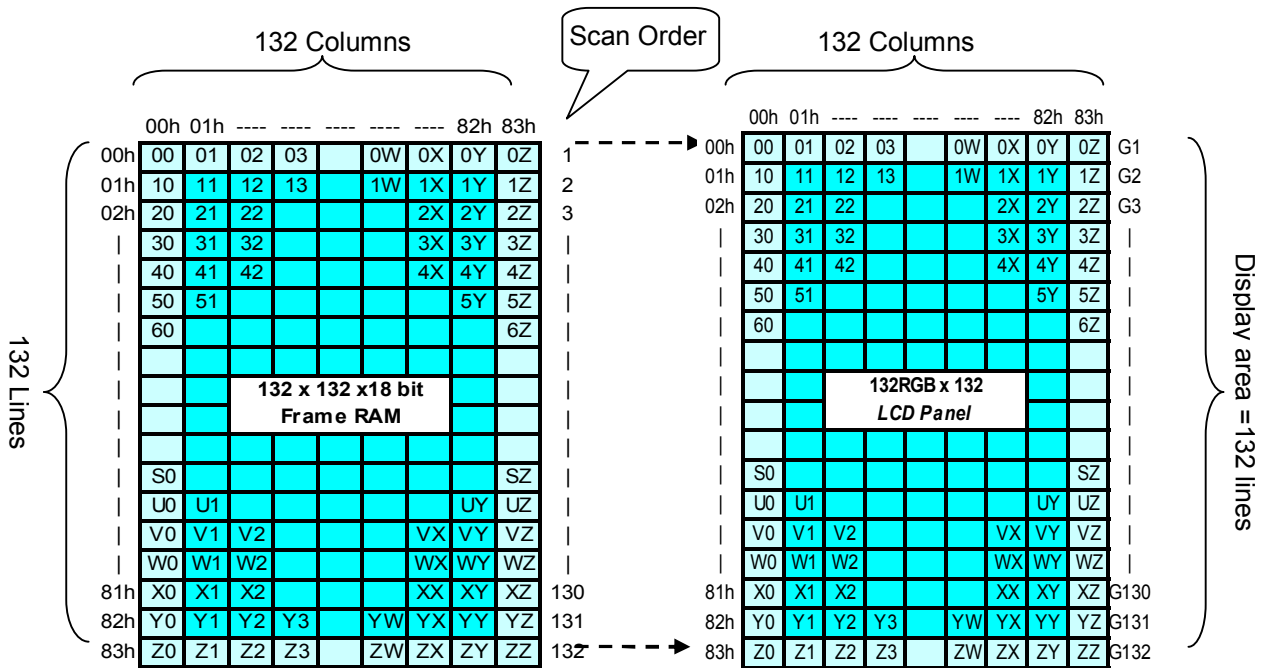 132 Columns Scan Order 132 Columns
00h 01h ---- ---- ---- ---- ---- 82h 83h 00h 01h ---- ---- ---- ---- ---- 82h 83h
00h 00 01 02 03 0W 0X 0Y 0Z 1 00h 00 01 02 03 0W 0X 0Y 0Z G1
01h 10 11 12 13 1W 1X 1Y 1Z 2 01h 10 11 12 13 1W 1X 1Y 1Z G2
02h 20 21 22 2X 2Y 2Z 3 02h 20 21 22 2X 2Y 2Z G3
30 31 32 3X 3Y 3Z 30 31 32 3X 3Y 3Z
40 41 42 4X 4Y 4Z 40 41 42 4X 4Y 4Z
50 51 5Y 5Z 50 51 5Y 5Z
60 6Z 60 6Z
132 Lines
132 x 132 x18 bit 132RGB x 132
Frame RAM LCD Panel
Display area =132 lines
S0 SZ S0 SZ
U0 U1 UY UZ U0 U1 UY UZ
V0 V1 V2 VX VY VZ V0 V1 V2 VX VY VZ
W0 W1 W2 WX WY WZ W0 W1 W2 WX WY WZ
81h X0 X1 X2 XX XY XZ 130 81h X0 X1 X2 XX XY XZ G130
82h Y0 Y1 Y2 Y3 YW YX YY YZ 131 82h Y0 Y1 Y2 Y3 YW YX YY YZ G131
83h Z0 Z1 Z2 Z3 ZW ZX ZY ZZ 132 83h Z0 Z1 Z2 Z3 ZW ZX ZY ZZ G132